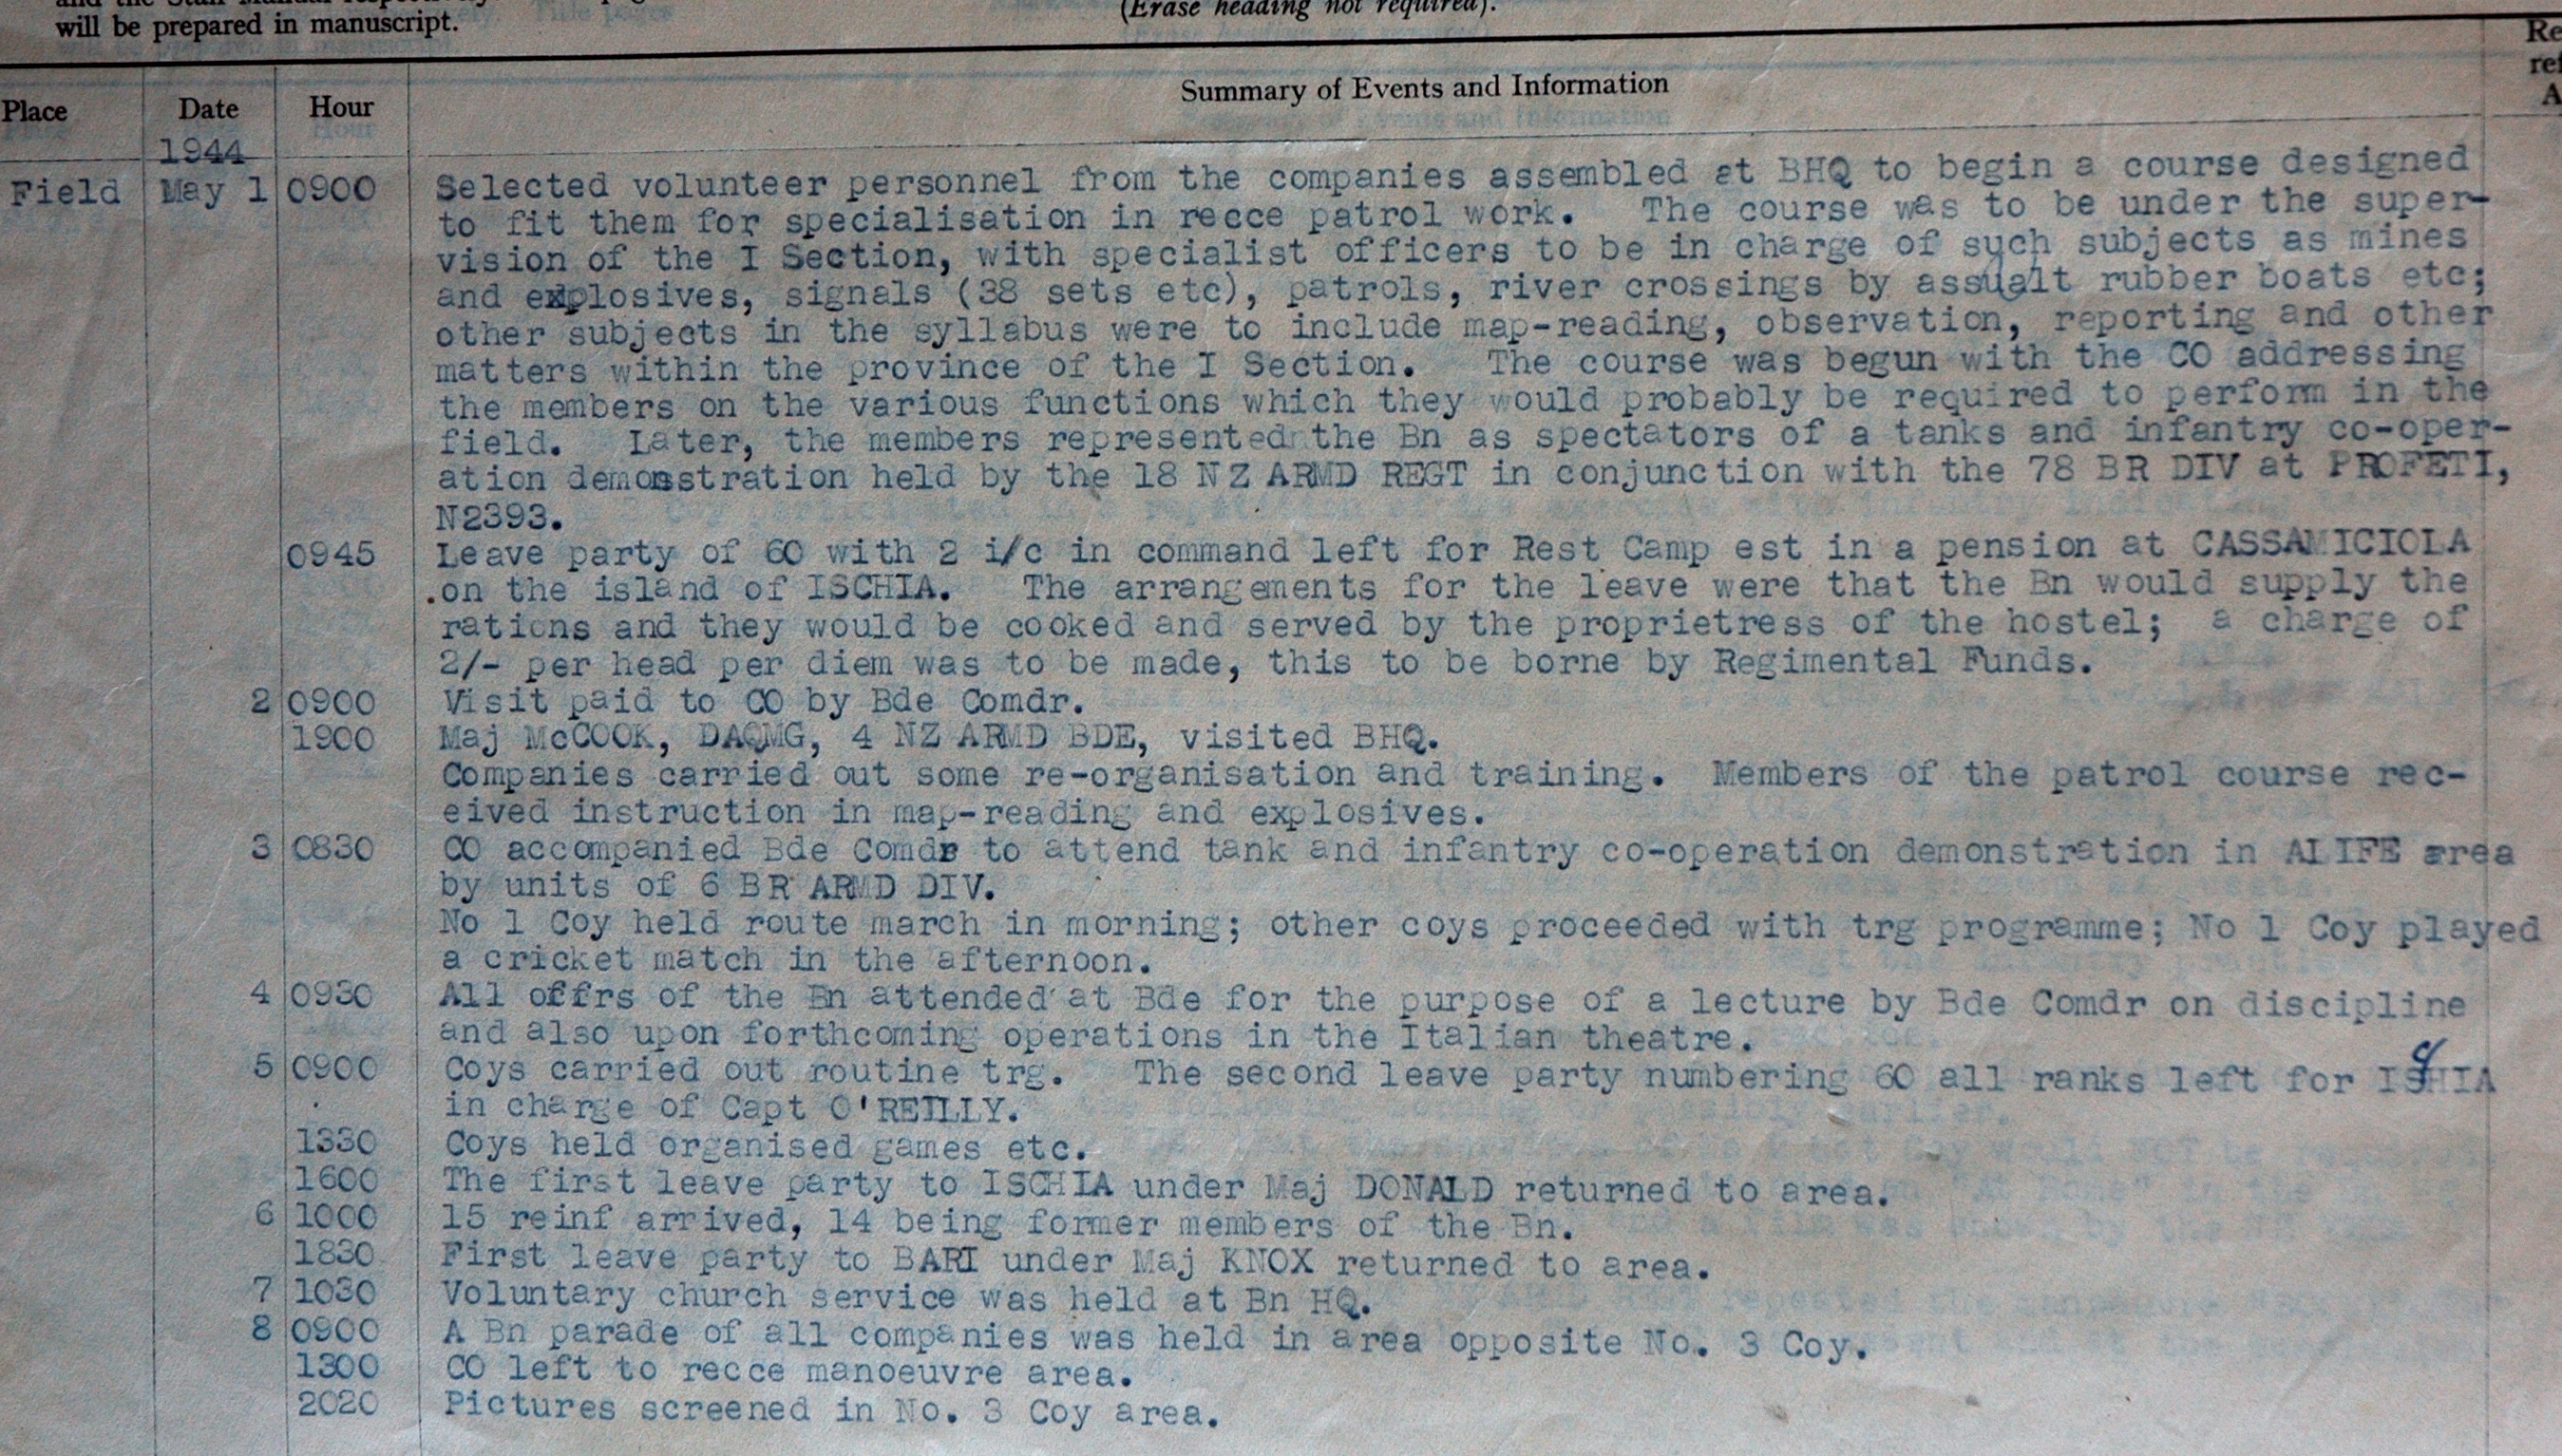 will be prepared in manuscript.
(Erase heading not required).
Place Date Hour Summary of Events and Information
1944
Field May 1 0900 Selected volunteer personnel from the companies assembled at BHQ to begin a course designed
to fit them for specialisation in recce patrol work. The course was to be under the super-
vision of the I Section, with specialist officers to be in charge of such subjects as mines
and explosives, signals (38 sets etc), patrols, river crossings by assualt rubber boats etc;
other subjects in the syllabus were to include map-reading, observation, reporting and other
matters within the province of the I Section. The course was begun with the CO addressing
the members on the various functions which they would probably be required to perform in the
field. Later, the members represented the Bn as spectators of a tanks and infantry co-oper-
ation demonstration held by the 18 NZ ARMD REGT in conjunction with the 78 BR DIV at PROFETI,
N2393.
0945 Leave party of 60 with 2 i/c in command left for Rest Camp est in a pension at CASSAMICIOLA
.on the island of ISCHIA. The arrangements for the leave were that the Bn would supply the
rations and they would be cooked and served by the proprietress of the hostel; a charge of
2/- per head per diem was to be made, this to be borne by Regimental Funds.
2 0900 Visit paid to CO by Bde Comdr.
1900 Maj McCOOK, DAQMG, 4 NZ ARMD BDE, visited BHQ.
Companies carried out some re-organisation and training. Members of the patrol course rec-
eived instruction in map-reading and explosives.
3 0830 CO accompanied Bde Comdr to attend tank and infantry co-operation demonstration in ALIFE area
by units of 6 BR ARMD DIV.
No 1 Coy held route march in morning; other coys proceeded with trg programme; No 1 Coy played
a cricket match in the afternoon.
4 0930 All offrs of the Bn attended at Bde for the purpose of a lecture by Bde Comdr on discipline
and also upon forthcoming operations in the Italian theatre.
5 0900 Coys carried out routine trg. The second leave party numbering 60 all ranks left for ISCHIA
in charge of Capt O'REILLY.
1330 Coys held organised games etc.
1600 The first leave party to ISCHIA under Maj DONALD returned to area.
6 1000 15 reinf arrived, 14 being former members of the Bn.
1830 First leave party to BARI under Maj KNOX returned to area.
7 1030 Voluntary church service was held at Bn HQ.
8 0900 A Bn parade of all companies was held in area opposite No. 3 Coy.
1300 CO left to recce manoeuvre area.
2020 Pictures screened in No. 3 Coy area.